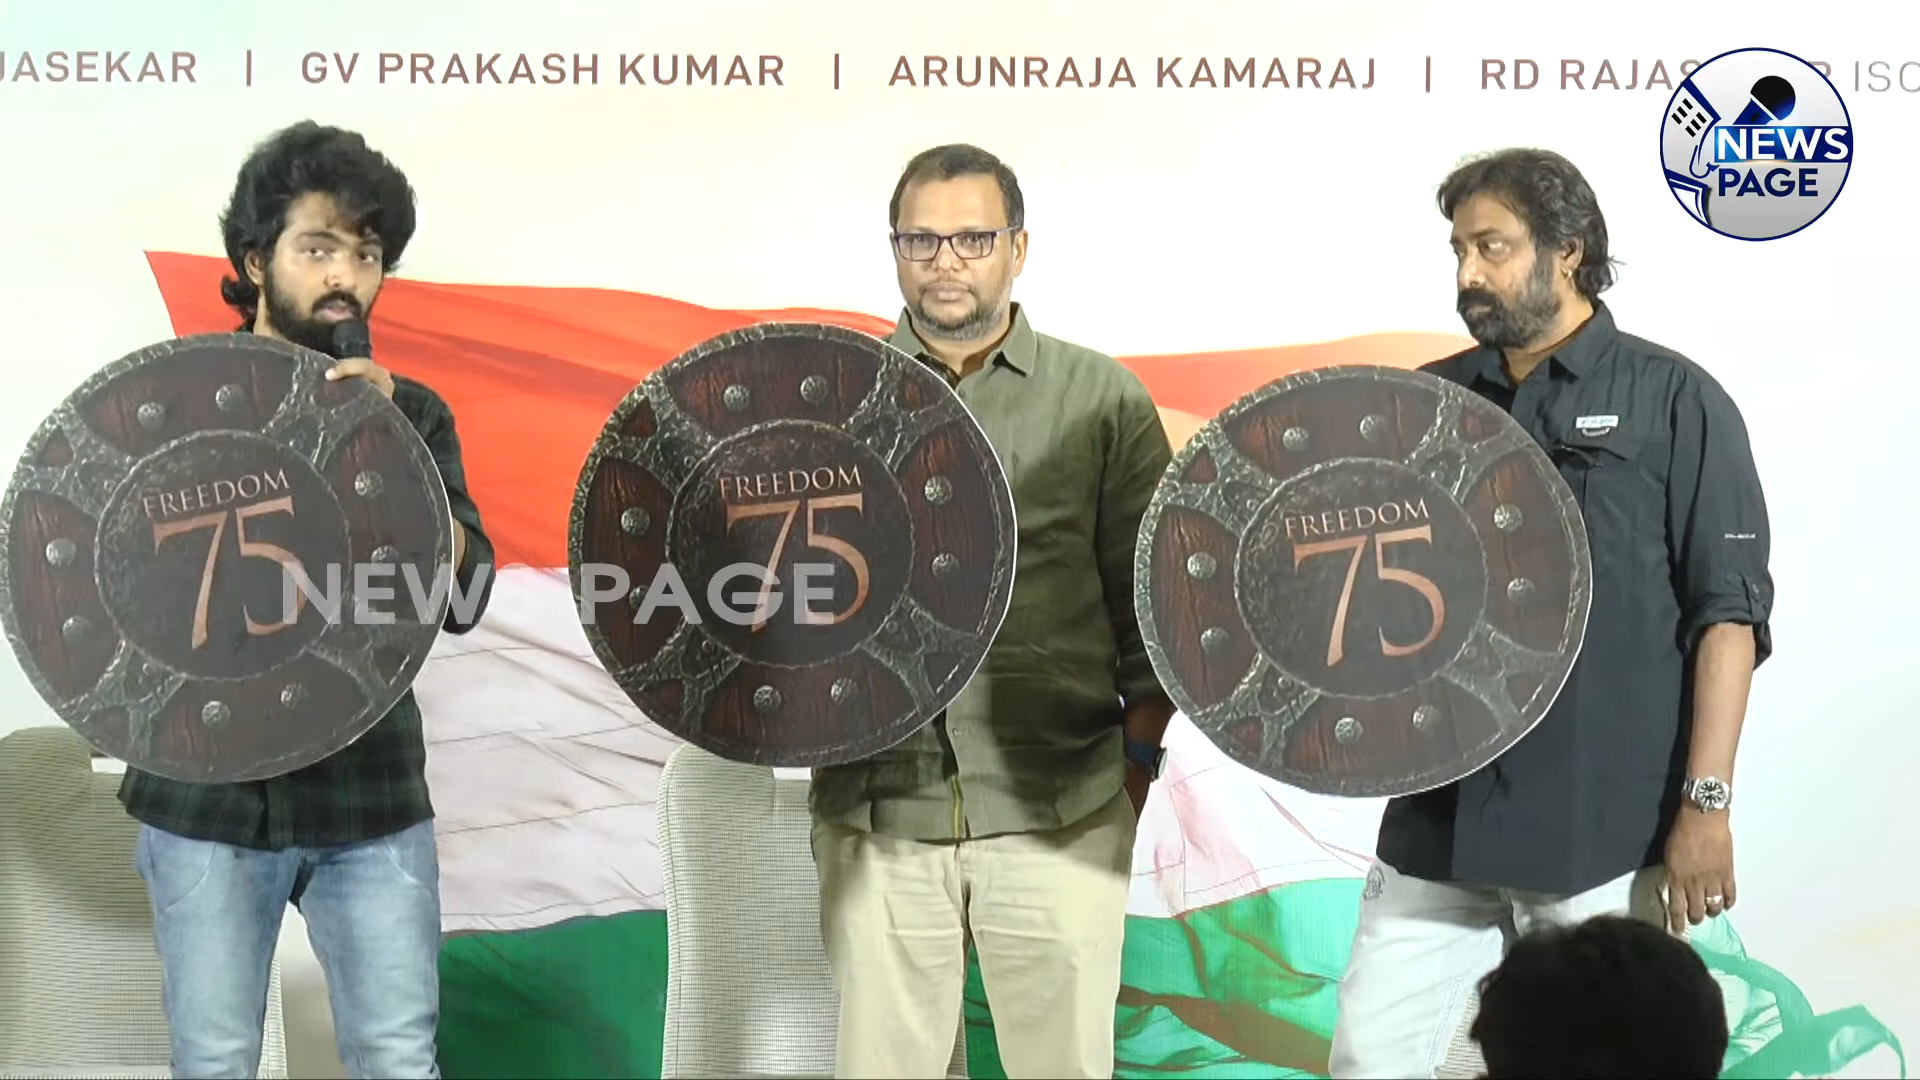 JASEKAR | GV PRAKASH KUMAR | ARUNRAJA KAMARAJ | RD RAJAS
NEWS
PAGE
FREEDOM
75
FREEDOM
75
FREEDOM
75
NEWS PAGE